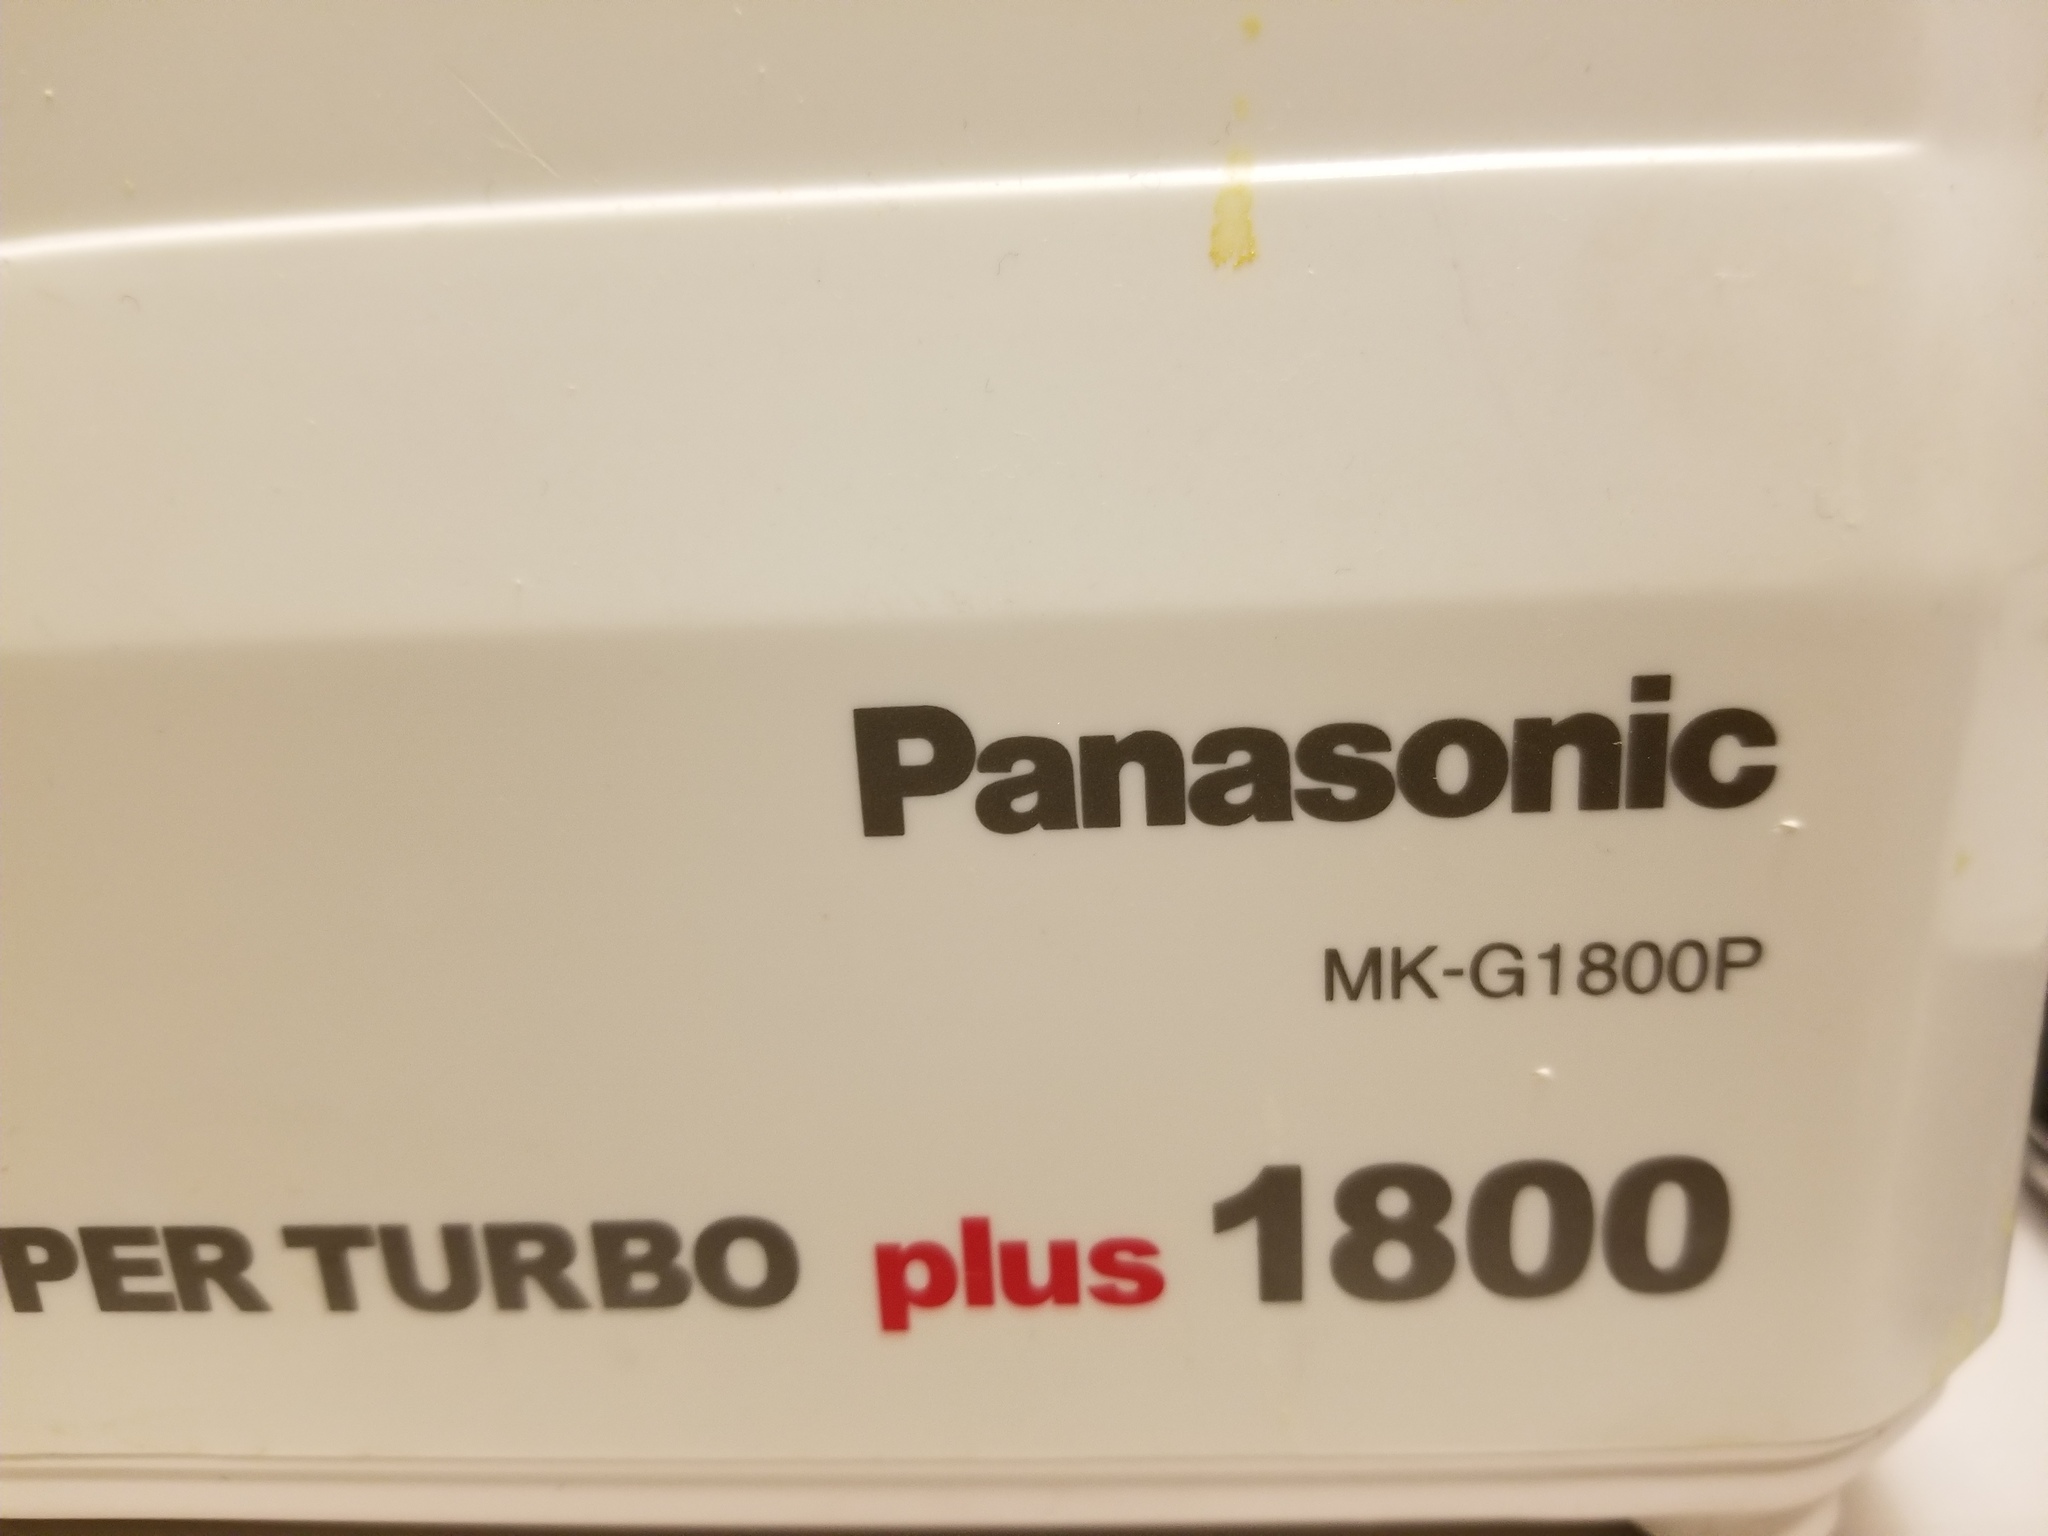 Panasonic
MK-G1800P
PER TURBO plus 1800